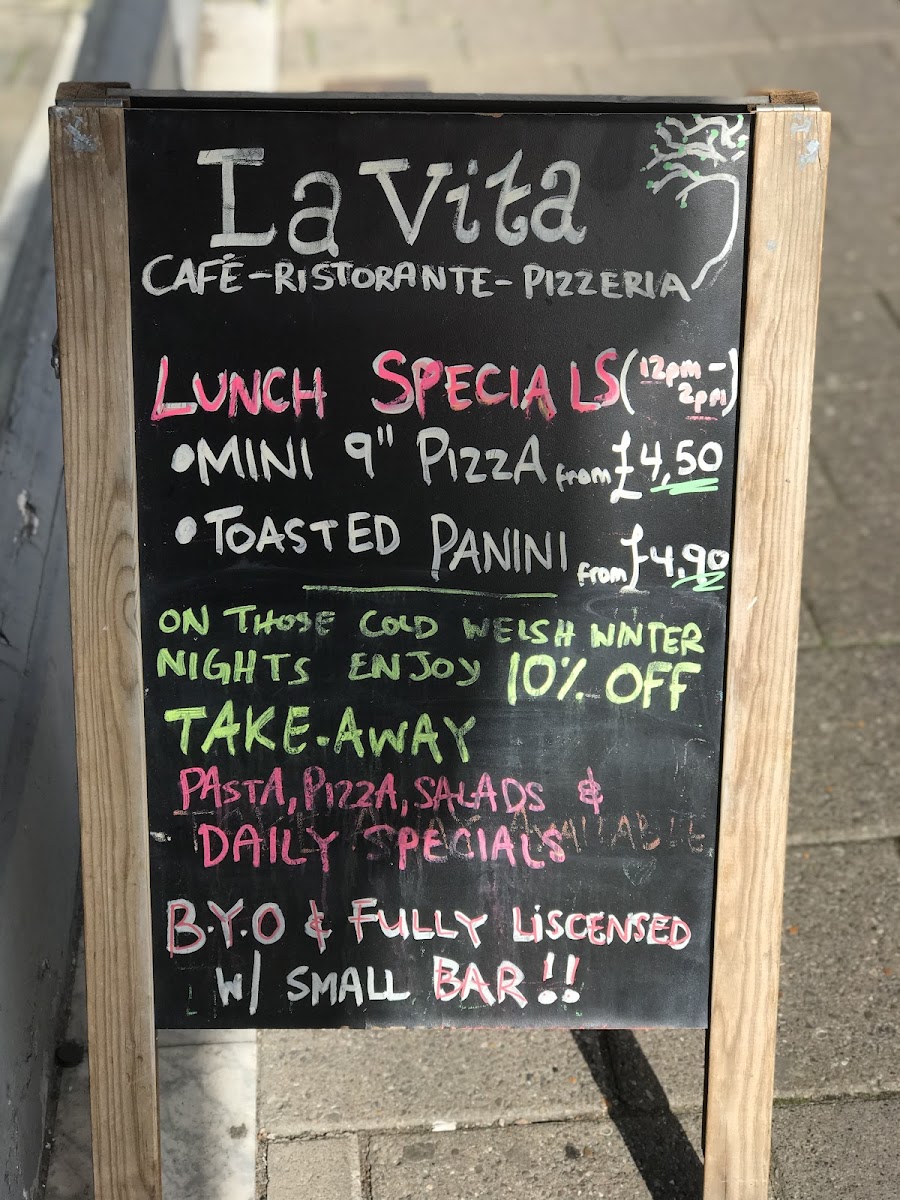 La Vita
CAFÉ-RISTORANTE-PIZZERIA
LUNCH SPECIALS (12pm-
2pm)
•MINI 9" PIZZA from £4,50
•TOASTED PANINI from £4,90
ON THOSE COLD WELSH WINTER
NIGHTS ENJOY 10% OFF
TAKE-AWAY
PASTA, PIZZA, SALADS &
DAILY SPECIALS
AVAILABLE
B.Y.O & FULLY LISCENSED
W/ SMALL BAR!!